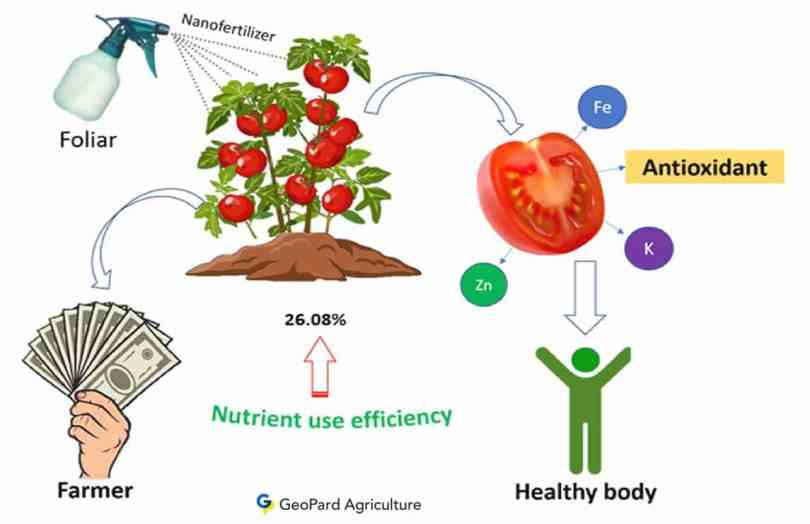 Nanofertilizer
Foliar
Fe
Antioxidant
K
Zn
26.08%
Nutrient use efficiency
Farmer
Healthy body
GeoPard Agriculture